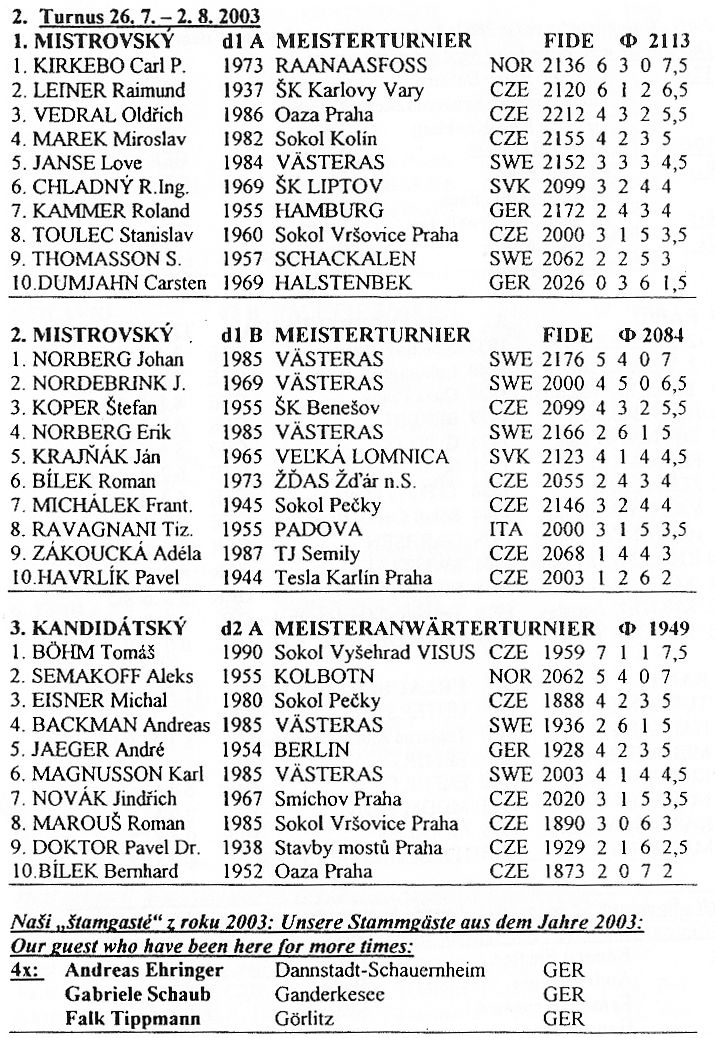 2. Turnus 26. 7. – 2. 8. 2003
1. MISTROVSKÝ d1 A MEISTERTURNIER FIDE Φ 2113
1. KIRKEBO Carl P. 1973 RAANAASFOSS NOR 2136 6 3 0 7,5
2. LEINER Raimund 1937 ŠK Karlovy Vary CZE 2120 6 1 2 6,5
3. VEDRAL Oldřich 1986 Oaza Praha CZE 2212 4 3 2 5,5
4. MAREK Miroslav 1982 Sokol Kolín CZE 2155 4 2 3 5
5. JANSE Love 1984 VÄSTERAS SWE 2152 3 3 3 4,5
6. CHLADNÝ R.Ing. 1969 ŠK LIPTOV SVK 2099 3 2 4 4
7. KAMMER Roland 1955 HAMBURG GER 2172 2 4 3 4
8. TOULEC Stanislav 1960 Sokol Vršovice Praha CZE 2000 3 1 5 3,5
9. THOMASSON S. 1957 SCHACKALEN SWE 2062 2 2 5 3
10.DUMJAHN Carsten 1969 HALSTENBEK GER 2026 0 3 6 1,5
2. MISTROVSKÝ d1 B MEISTERTURNIER FIDE Φ 2084
1. NORBERG Johan 1985 VÄSTERAS SWE 2176 5 4 0 7
2. NORDEBRINK J. 1969 VÄSTERAS SWE 2000 4 5 0 6,5
3. KOPER Štefan 1955 ŠK Benešov CZE 2099 4 3 2 5,5
4. NORBERG Erik 1985 VÄSTERAS SWE 2166 2 6 1 5
5. KRAJŇÁK Ján 1965 VEĽKÁ LOMNICA SVK 2123 4 1 4 4,5
6. BÍLEK Roman 1973 ŽĎAS Žďár n.S. CZE 2055 2 4 3 4
7. MICHÁLEK Frant. 1945 Sokol Pečky CZE 2146 3 2 4 4
8. RAVAGNANI Tiz. 1955 PADOVA ITA 2000 3 1 5 3,5
9. ZÁKOUCKÁ Adéla 1987 TJ Semily CZE 2068 1 4 4 3
10.HAVRLÍK Pavel 1944 Tesla Karlín Praha CZE 2003 1 2 6 2
3. KANDIDÁTSKÝ d2 A MEISTERANWÄRTERTURNIER Φ 1949
1. BÖHM Tomáš 1990 Sokol Vyšehrad VISUS CZE 1959 7 1 1 7,5
2. SEMAKOFF Aleks 1955 KOLBOTN NOR 2062 5 4 0 7
3. EISNER Michal 1980 Sokol Pečky CZE 1888 4 2 3 5
4. BACKMAN Andreas 1985 VÄSTERAS SWE 1936 2 6 1 5
5. JAEGER André 1954 BERLIN GER 1928 4 2 3 5
6. MAGNUSSON Karl 1985 VÄSTERAS SWE 2003 4 1 4 4,5
7. NOVÁK Jindřich 1967 Smíchov Praha CZE 2020 3 1 5 3,5
8. MAROUŠ Roman 1985 Sokol Vršovice Praha CZE 1890 3 0 6 3
9. DOKTOR Pavel Dr. 1938 Stavby mostů Praha CZE 1929 2 1 6 2,5
10.BÍLEK Bernhard 1952 Oaza Praha CZE 1873 2 0 7 2
Naši „štamgasté“ z roku 2003: Unsere Stammgäste aus dem Jahre 2003:
Our guest who have been here for more times:
4x: Andreas Ehringer Dannstadt-Schauernheim GER
Gabriele Schaub Ganderkesee GER
Falk Tippmann Görlitz GER